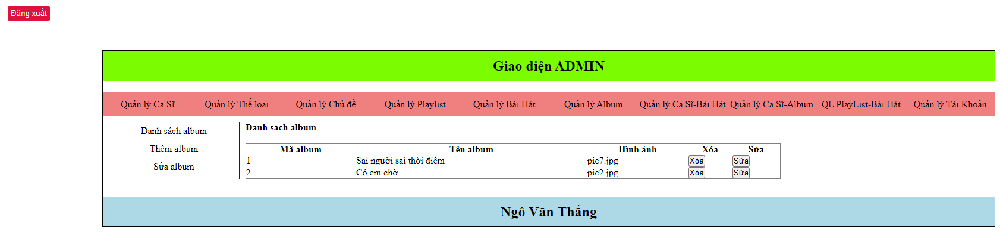 Đăng xuất
Giao diện ADMIN
Quản lý Ca Sĩ Quản lý Thể loại Quản lý Chủ đề Quản lý Playlist Quản lý Bài Hát Quản lý Album Quản lý Ca Sĩ-Bài Hát Quản lý Ca Sĩ-Album QL PlayList-Bài Hát Quản lý Tài Khoản
Danh sách album
Thêm album
Sửa album
Danh sách album
Mã album Tên album Hình ảnh Xóa Sửa
1 Sai người sai thời điểm pic7.jpg Xóa Sửa
2 Có em chờ pic2.jpg Xóa Sửa
Ngô Văn Thắng